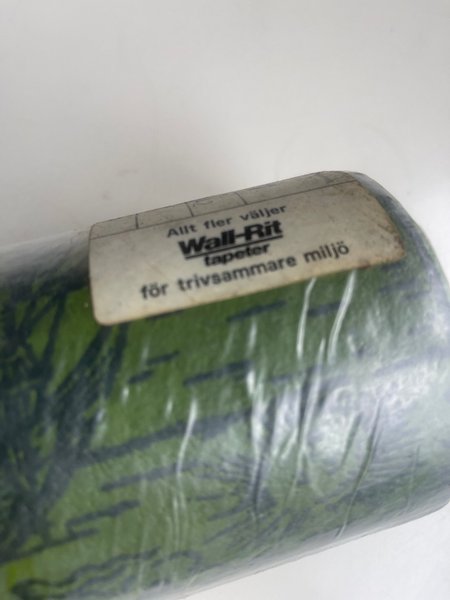 Allt fler väljer
Wall-Rit
tapeter
för trivsammare miljö